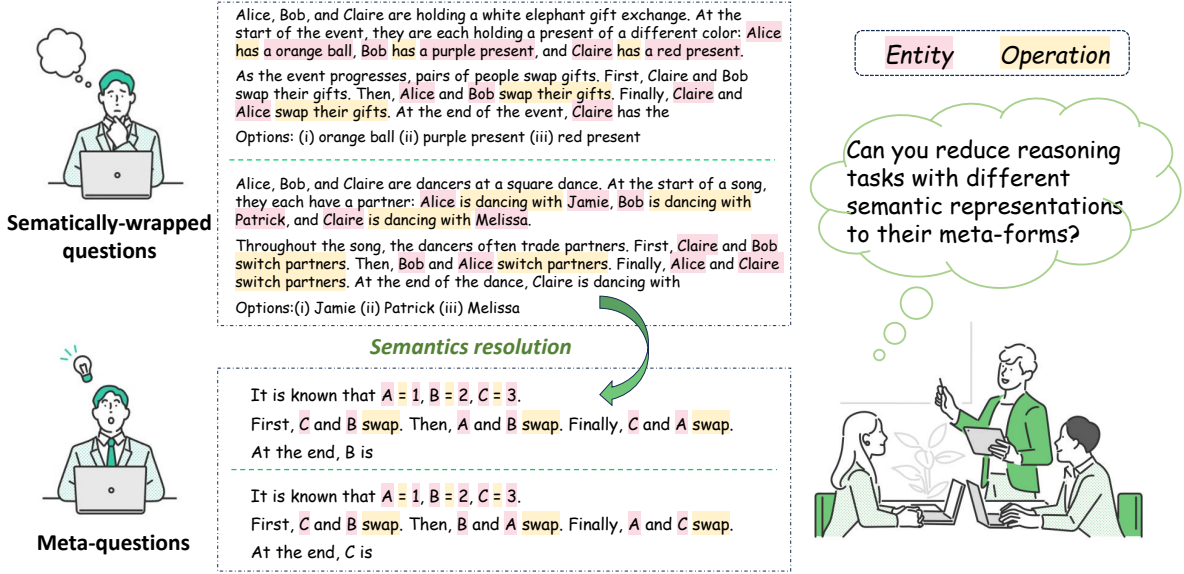 Alice, Bob, and Claire are holding a white elephant gift exchange. At the
start of the event, they are each holding a present of a different color: Alice
has a orange ball, Bob has a purple present, and Claire has a red present.
As the event progresses, pairs of people swap gifts. First, Claire and Bob
swap their gifts. Then, Alice and Bob swap their gifts. Finally, Claire and
Alice swap their gifts. At the end of the event, Claire has the
Options: (i) orange ball (ii) purple present (iii) red present
Alice, Bob, and Claire are dancers at a square dance. At the start of a song,
they each have a partner: Alice is dancing with Jamie, Bob is dancing with
Patrick, and Claire is dancing with Melissa.
Throughout the song, the dancers often trade partners. First, Claire and Bob
switch partners. Then, Bob and Alice switch partners. Finally, Alice and Claire
switch partners. At the end of the dance, Claire is dancing with
Options:(i) Jamie (ii) Patrick (iii) Melissa
Sematically-wrapped
questions
Semantics resolution
It is known that A = 1, B = 2, C = 3.
First, C and B swap. Then, A and B swap. Finally, C and A swap.
At the end, B is
It is known that A = 1, B = 2, C = 3.
First, C and B swap. Then, B and A swap. Finally, A and C swap.
At the end, C is
Meta-questions
Entity Operation
Can you reduce reasoning
tasks with different
semantic representations
to their meta-forms?